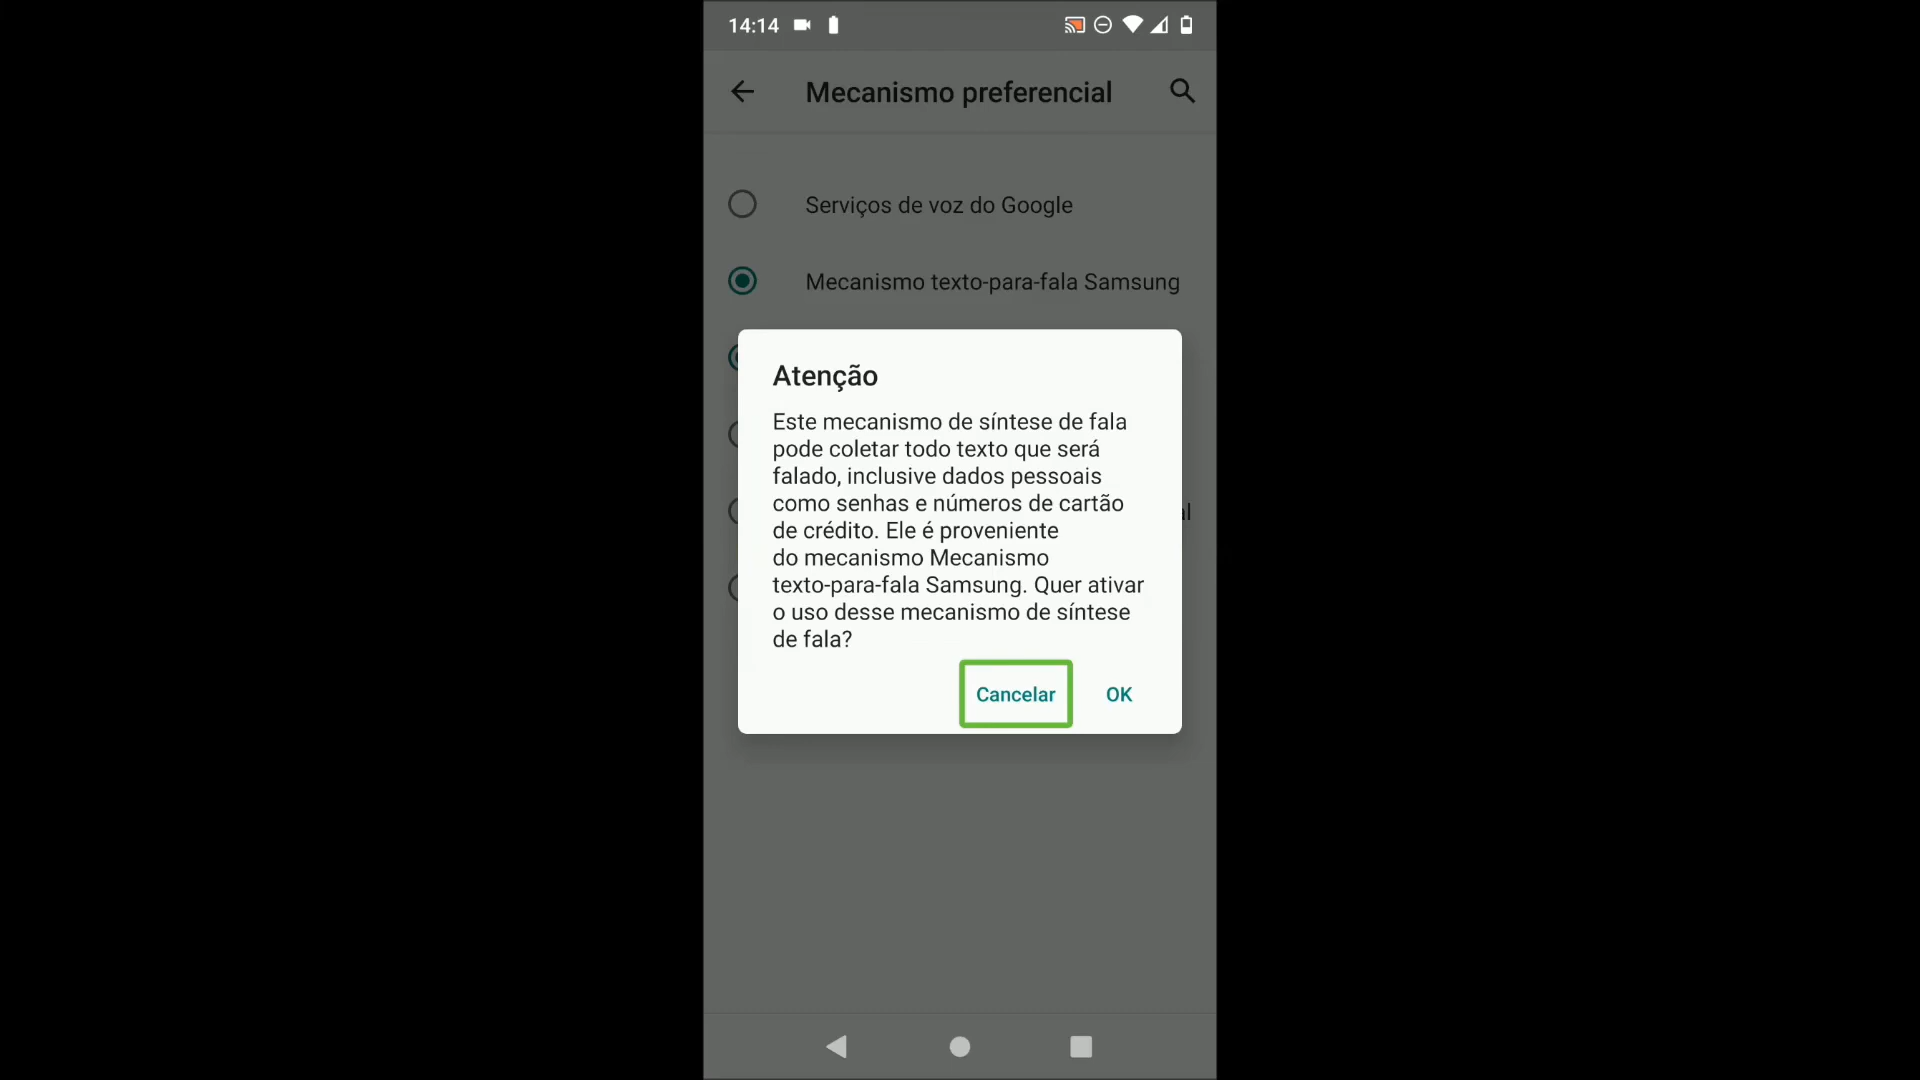 14:14
Mecanismo preferencial
Serviços de voz do Google
Mecanismo texto-para-fala Samsung
Atenção
Este mecanismo de síntese de fala
pode coletar todo texto que será
falado, inclusive dados pessoais
como senhas e números de cartão
de crédito. Ele é proveniente
do mecanismo Mecanismo
texto-para-fala Samsung. Quer ativar
o uso desse mecanismo de síntese
de fala?
Cancelar OK